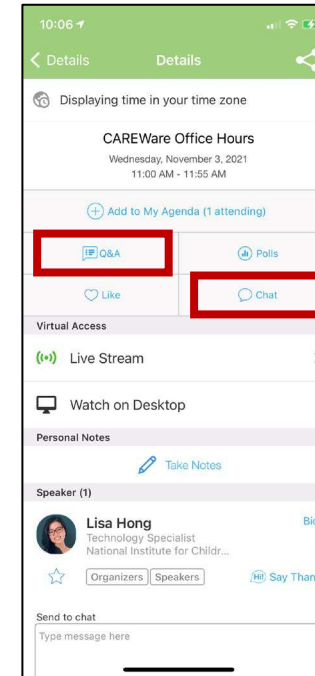 10:06
Details
Details
Displaying time in your time zone
CAREWare Office Hours
Wednesday, November 3, 2021
11:00 AM - 11:55 AM
Add to My Agenda (1 attending)
Q&A
Polls
Like
Chat
Virtual Access
Live Stream
Watch on Desktop
Personal Notes
Take Notes
Speaker (1)
Lisa Hong
Bio
Technology Specialist
National Institute for Childr...
Organizers
Speakers
Hi!
Say Than
Send to chat
Type message here